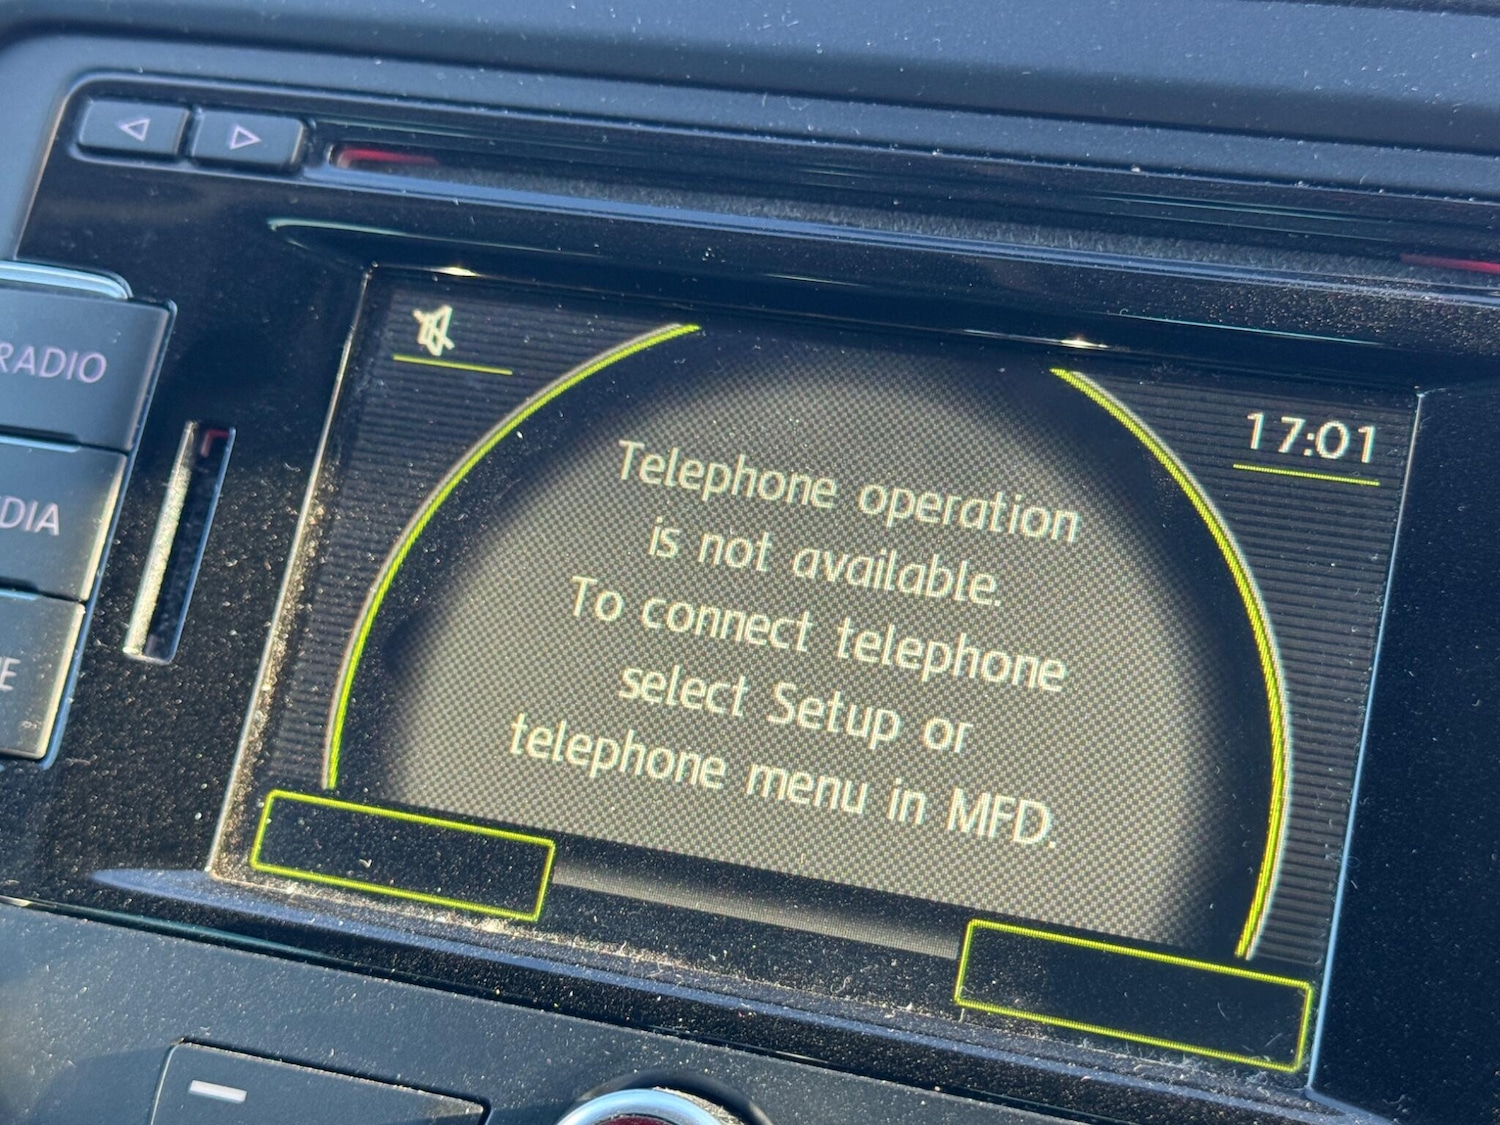 RADIO
DIA
E
17:01
Telephone operation
is not available.
To connect telephone
select Setup or
telephone menu in MFD.